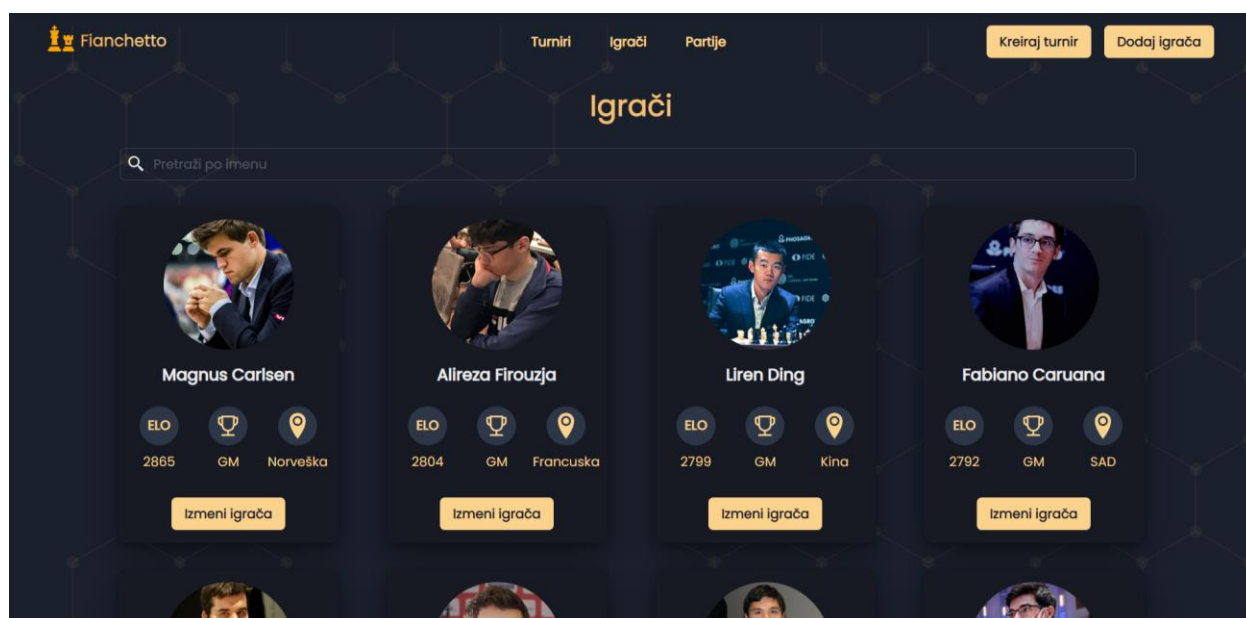 Fianchetto Turniri Igrači Partije Kreiraj turnir Dodaj igrača
Igrači
Pretraži po imenu
Magnus Carlsen Alireza Firouzja Liren Ding Fabiano Caruana
ELO ELO ELO ELO
2865 GM Norveška 2804 GM Francuska 2799 GM Kina 2792 GM SAD
Izmeni igrača Izmeni igrača Izmeni igrača Izmeni igrača